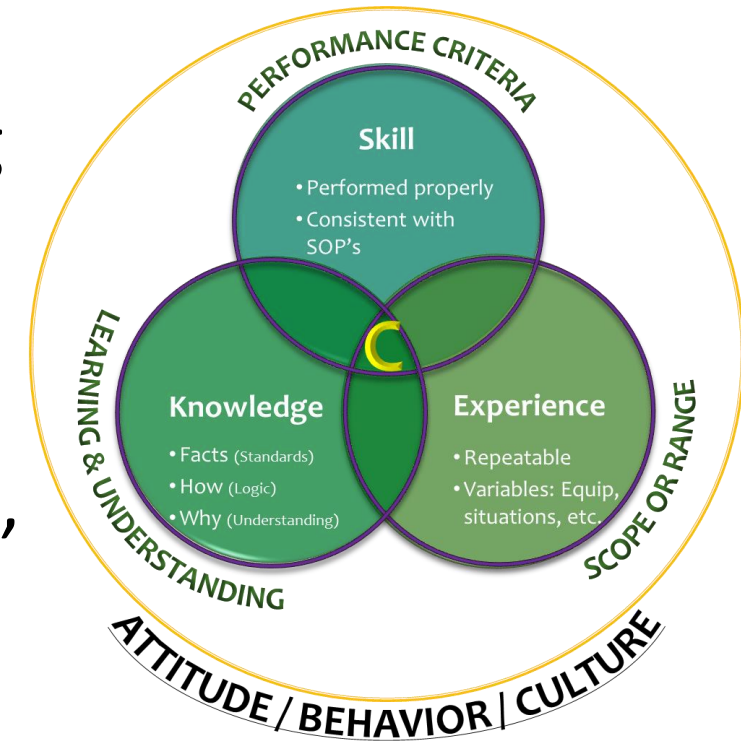 PERFORMANCE CRITERIA
Skill
• Performed properly
• Consistent with
SOP's
C
Knowledge
• Facts (Standards)
• How (Logic)
• Why (Understanding)
Experience
• Repeatable
• Variables: Equip,
situations, etc.
LEARNING & UNDERSTANDING
SCOPE OR RANGE
ATTITUDE / BEHAVIOR / CULTURE
,